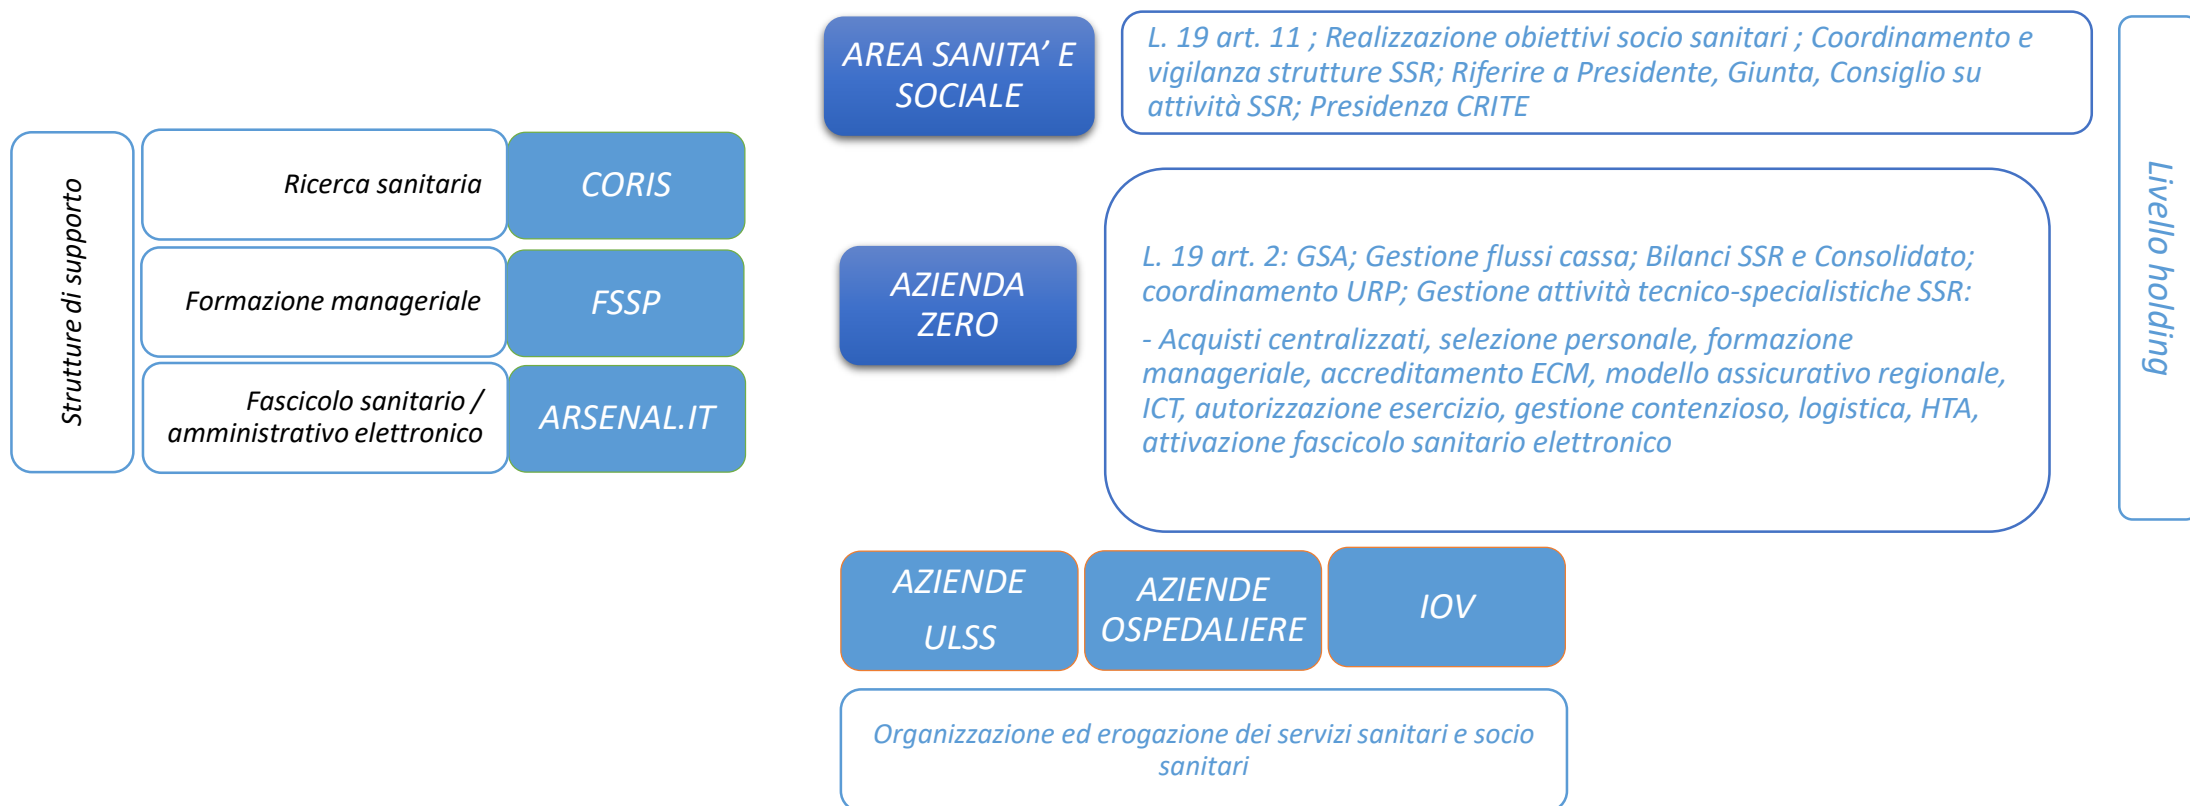 Strutture di supporto
Ricerca sanitaria
CORIS
Formazione manageriale
FSSP
Fascicolo sanitario /
amministrativo elettronico
ARSENAL.IT
AREA SANITA’ E
SOCIALE
L. 19 art. 11 ; Realizzazione obiettivi socio sanitari ; Coordinamento e
vigilanza strutture SSR; Riferire a Presidente, Giunta, Consiglio su
attività SSR; Presidenza CRITE
AZIENDA
ZERO
L. 19 art. 2: GSA; Gestione flussi cassa; Bilanci SSR e Consolidato;
coordinamento URP; Gestione attività tecnico-specialistiche SSR:
- Acquisti centralizzati, selezione personale, formazione
manageriale, accreditamento ECM, modello assicurativo regionale,
ICT, autorizzazione esercizio, gestione contenzioso, logistica, HTA,
attivazione fascicolo sanitario elettronico
Livello holding
AZIENDE
ULSS
AZIENDE
OSPEDALIERE
IOV
Organizzazione ed erogazione dei servizi sanitari e socio
sanitari